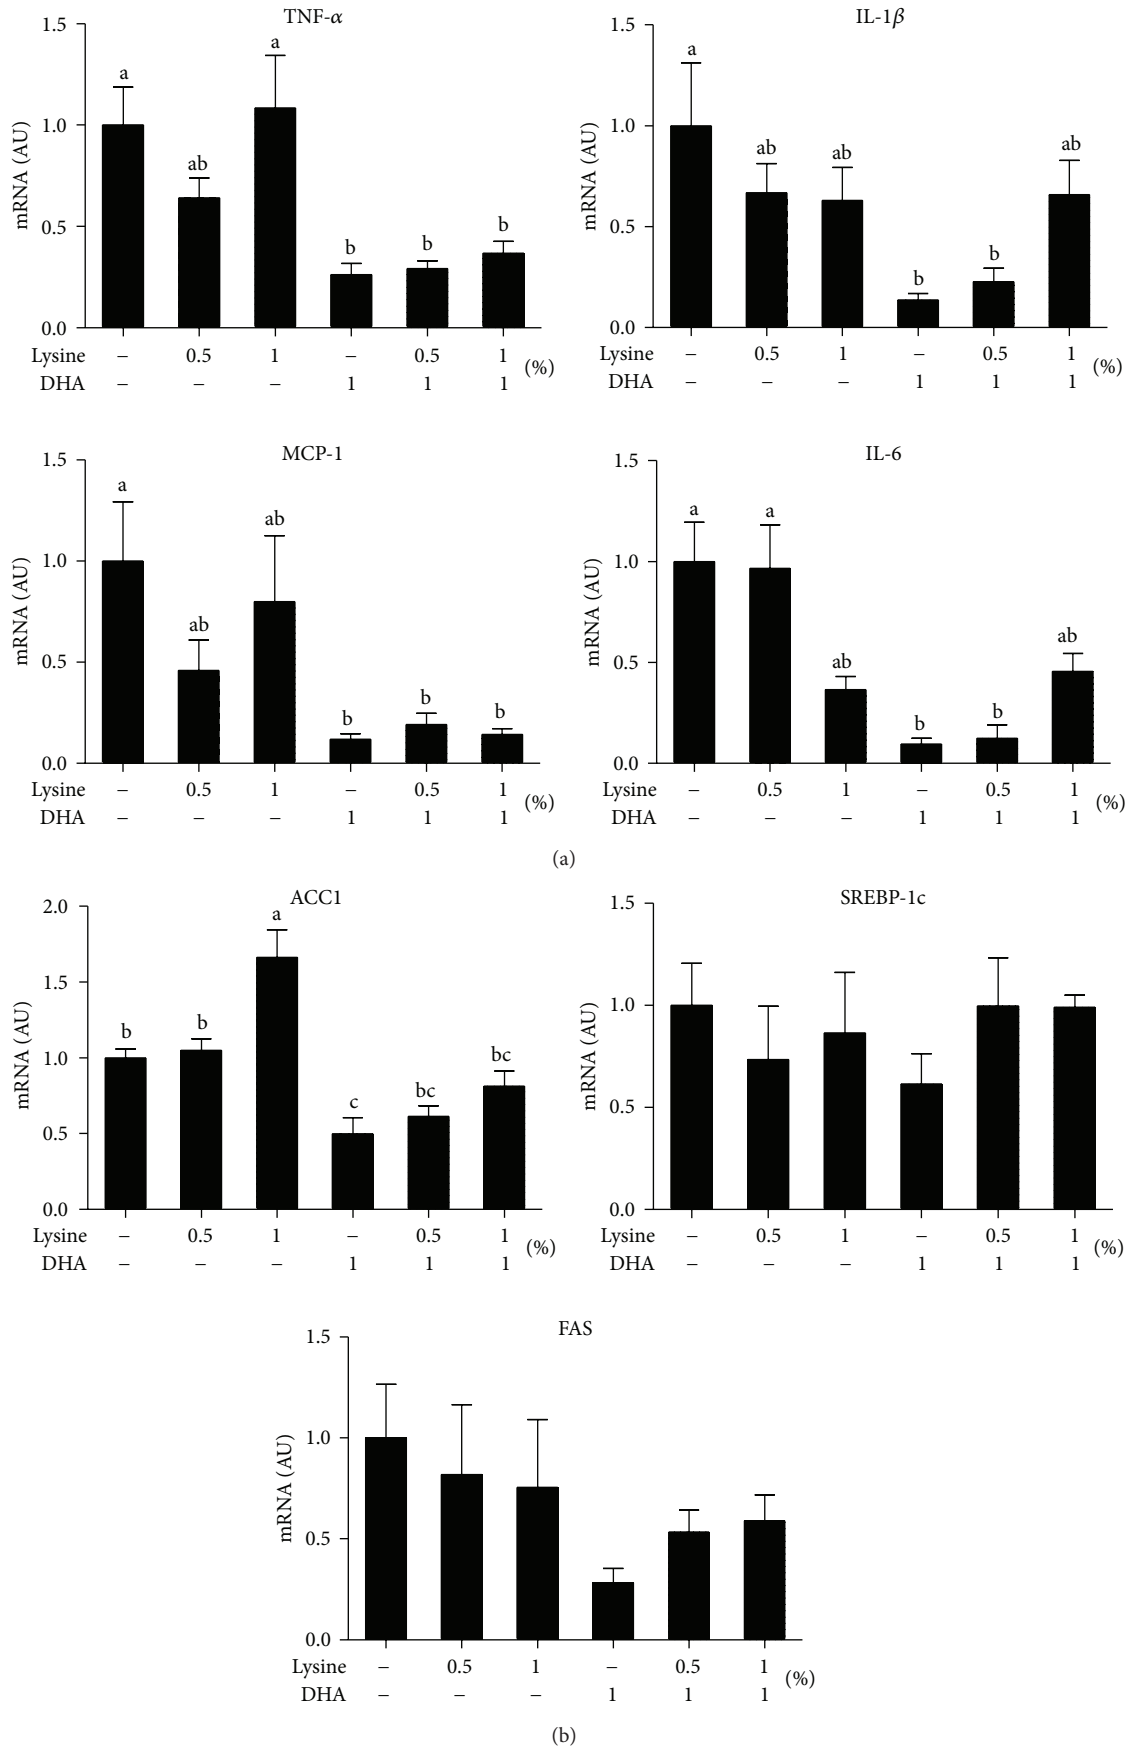 TNF-α
1.5
a
a
1.0
ab
mRNA (AU)
0.5
b
b
b
0.0
Lysine – 0.5 1 – 0.5 1
(%)
DHA – – – 1 1 1
IL-1β
1.5
a
1.0
ab
ab
ab
mRNA (AU)
0.5
b
b
0.0
Lysine – 0.5 1 – 0.5 1
(%)
DHA – – – 1 1 1
MCP-1
1.5
a
ab
1.0
mRNA (AU)
ab
0.5
b
b
b
0.0
Lysine – 0.5 1 – 0.5 1
(%)
DHA – – – 1 1 1
IL-6
1.5
a
a
1.0
mRNA (AU)
ab
ab
0.5
b
b
0.0
Lysine – 0.5 1 – 0.5 1
(%)
DHA – – – 1 1 1
(a)
ACC1
2.0
a
1.5
b
b
mRNA (AU)
1.0
c
bc
bc
0.5
0.0
Lysine – 0.5 1 – 0.5 1
(%)
DHA – – – 1 1 1
SREBP-1c
1.5
1.0
mRNA (AU)
0.5
0.0
Lysine – 0.5 1 – 0.5 1
(%)
DHA – – – 1 1 1
FAS
1.5
1.0
mRNA (AU)
0.5
0.0
Lysine – 0.5 1 – 0.5 1
(%)
DHA – – – 1 1 1
(b)